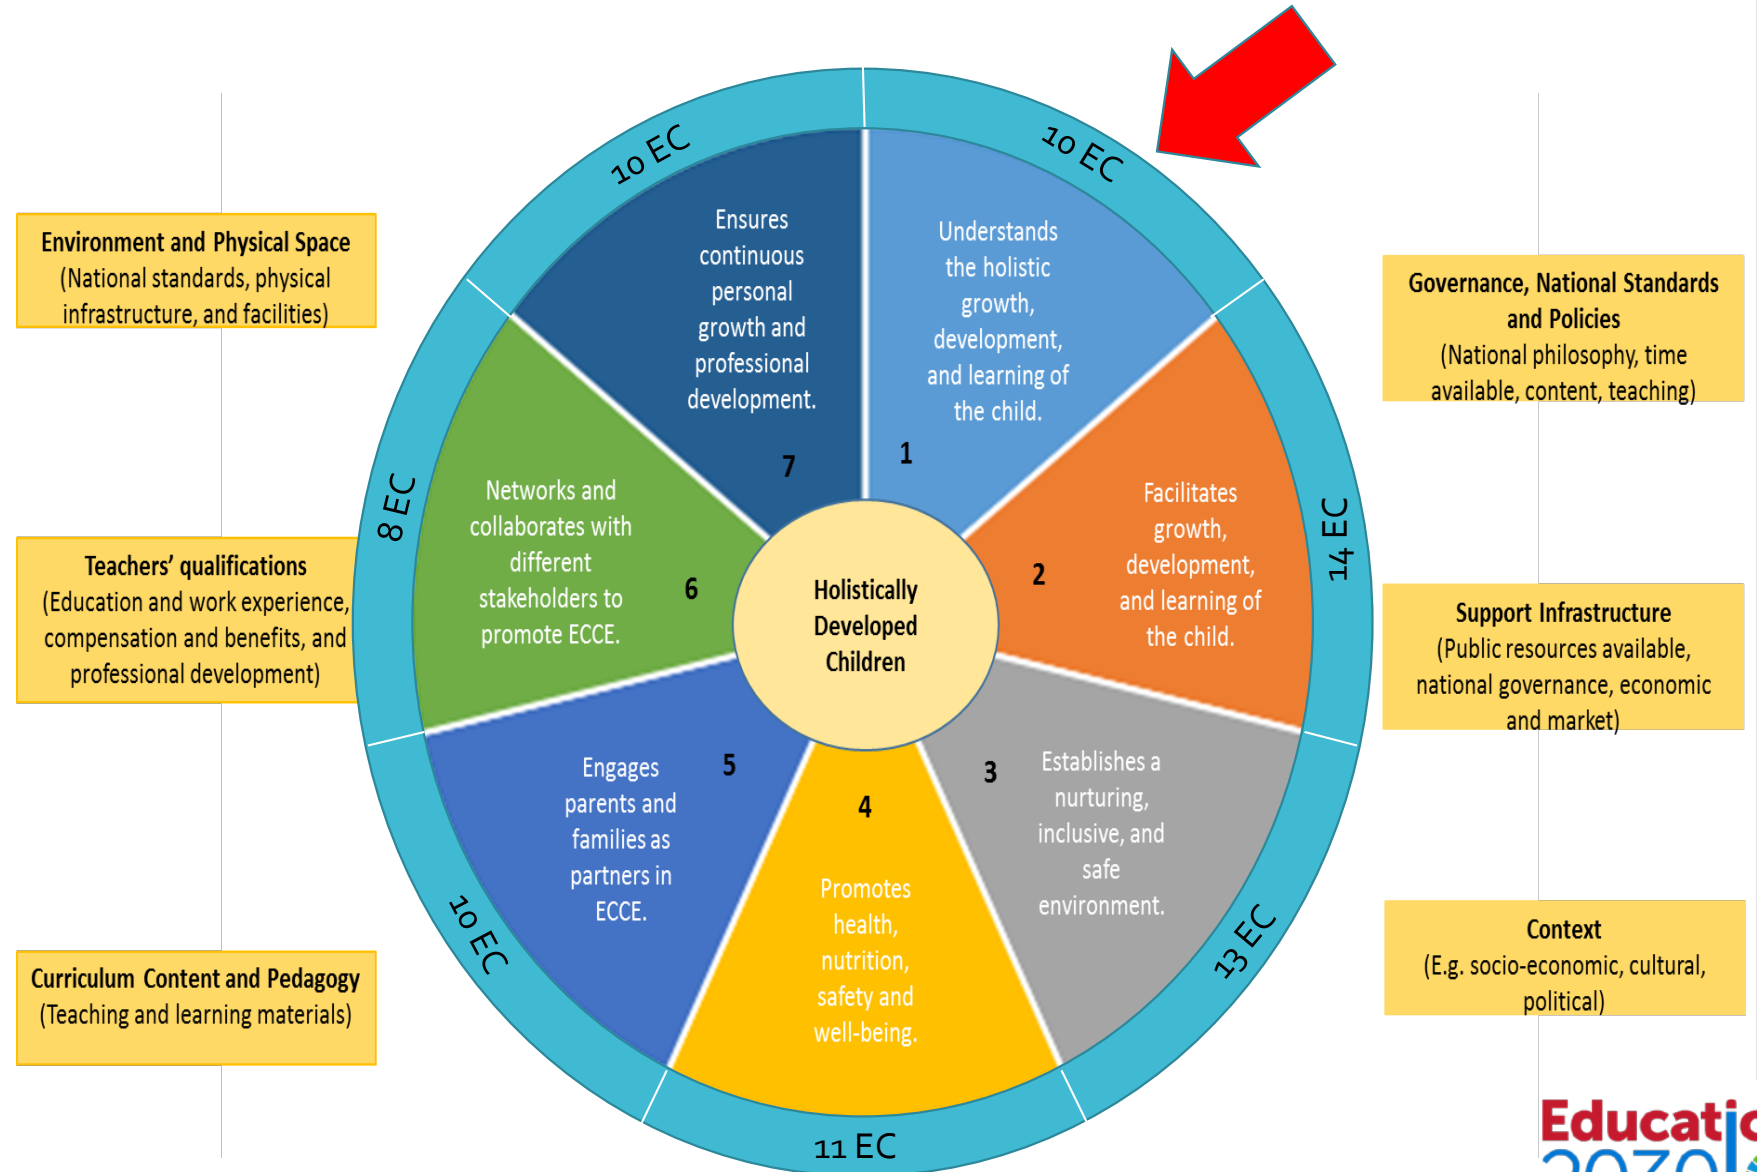 10 EC
10 EC
14 EC
13 EC
11 EC
10 EC
8 EC
Environment and Physical Space
(National standards, physical
infrastructure, and facilities)
Teachers’ qualifications
(Education and work experience,
compensation and benefits, and
professional development)
Curriculum Content and Pedagogy
(Teaching and learning materials)
Ensures
continuous
personal
growth and
professional
development.
7
Understands
the holistic
growth,
development,
and learning of
the child.
1
Facilitates
growth,
development,
and learning of
the child.
2
Establishes a
nurturing,
inclusive, and
safe
environment.
3
4
Promotes
health,
nutrition,
safety and
well-being.
5
Engages
parents and
families as
partners in
ECCE.
6
Networks and
collaborates with
different
stakeholders to
promote ECCE.
Holistically
Developed
Children
Governance, National Standards
and Policies
(National philosophy, time
available, content, teaching)
Support Infrastructure
(Public resources available,
national governance, economic
and market)
Context
(E.g. socio-economic, cultural,
political)
Educatio
2030